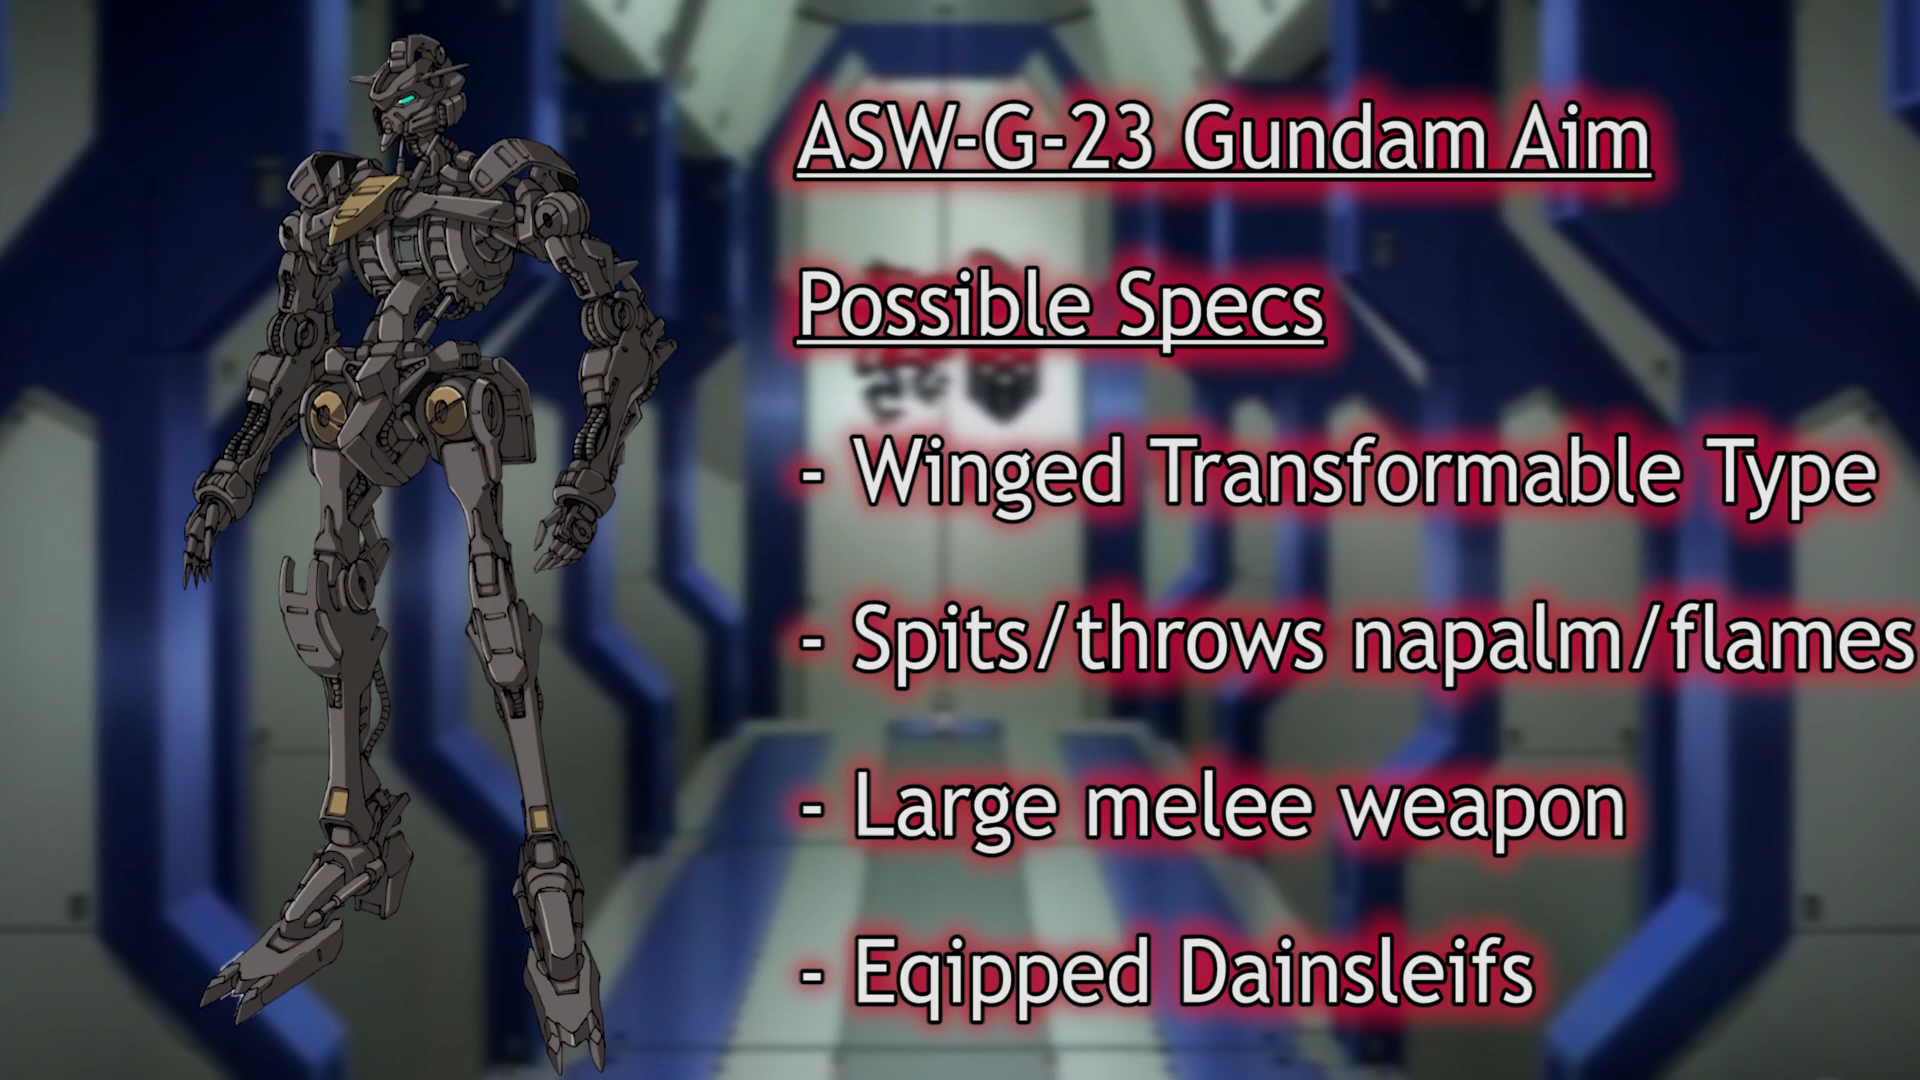 ASW-G-23 Gundam Aim
Possible Specs
- Winged Transformable Type
- Spits/throws napalm/flames
- Large melee weapon
- Eqipped Dainsleifs